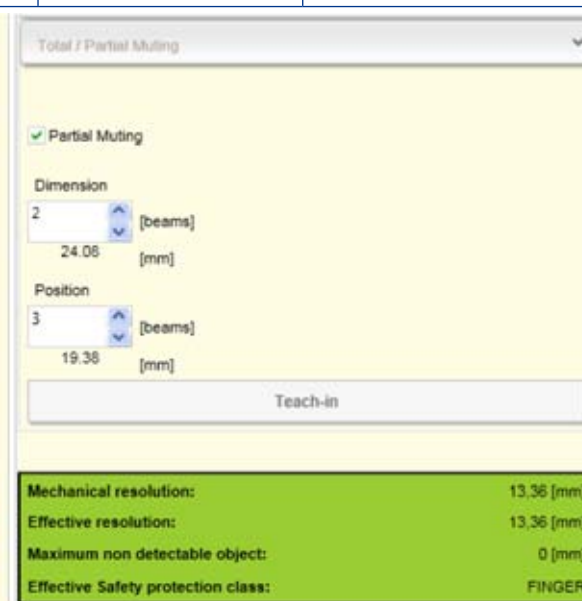 Total / Partial Muting
Partial Muting
Dimension
2 [beams]
24.06 [mm]
Position
3 [beams]
19.38 [mm]
Teach-in
Mechanical resolution: 13,36 [mm]
Effective resolution: 13,36 [mm]
Maximum non detectable object: 0 [mm]
Effective Safety protection class: FINGER